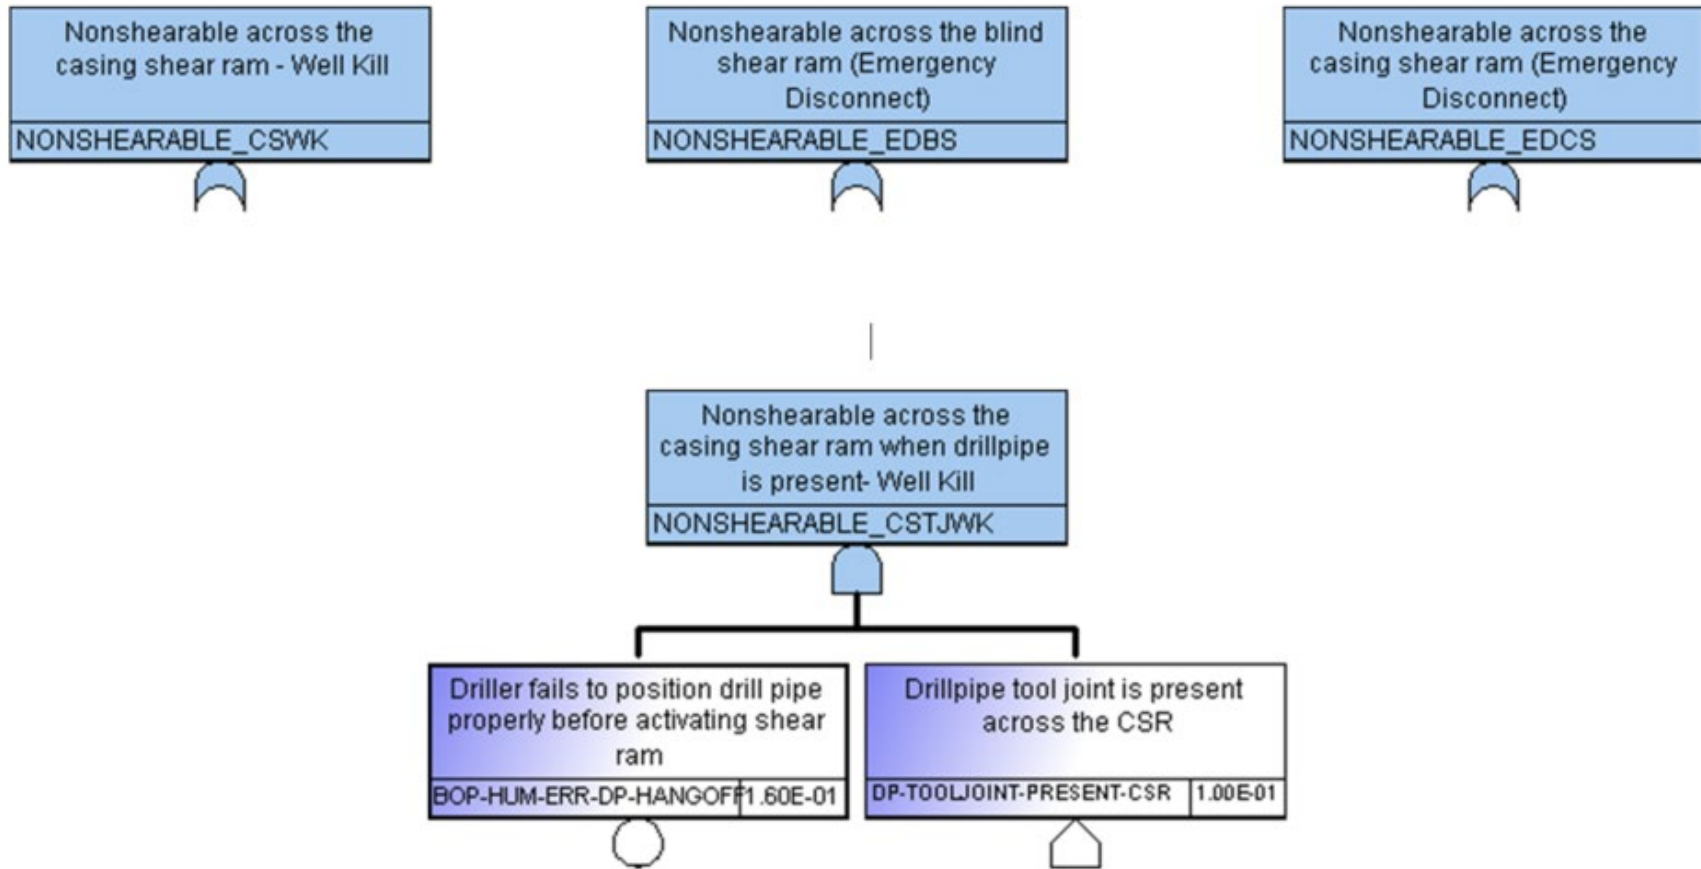 Nonshearable across the
casing shear ram - Well Kill
NONSHEARABLE_CSWK
Nonshearable across the blind
shear ram (Emergency
Disconnect)
NONSHEARABLE_EDBS
Nonshearable across the
casing shear ram (Emergency
Disconnect)
NONSHEARABLE_EDCS
Nonshearable across the
casing shear ram when drillpipe
is present- Well Kill
NONSHEARABLE_CSTJWK
Driller fails to position drill pipe
properly before activating shear
ram
BOP-HUM-ERR-DP-HANGOFF 1.60E-01
Drillpipe tool joint is present
across the CSR
DP-TOOLJOINT-PRESENT-CSR 1.00E-01